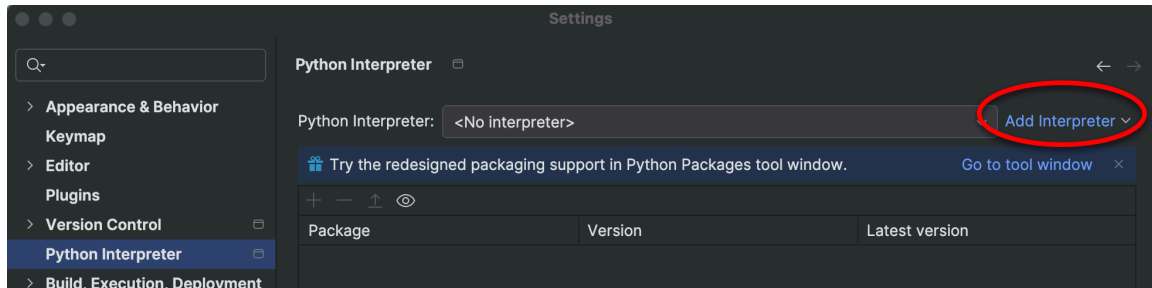 Settings
Python Interpreter
Appearance & Behavior
Keymap
Editor
Plugins
Version Control
Python Interpreter
Build, Execution, Deployment
Python Interpreter: <No interpreter> Add Interpreter
Try the redesigned packaging support in Python Packages tool window. Go to tool window
Package Version Latest version